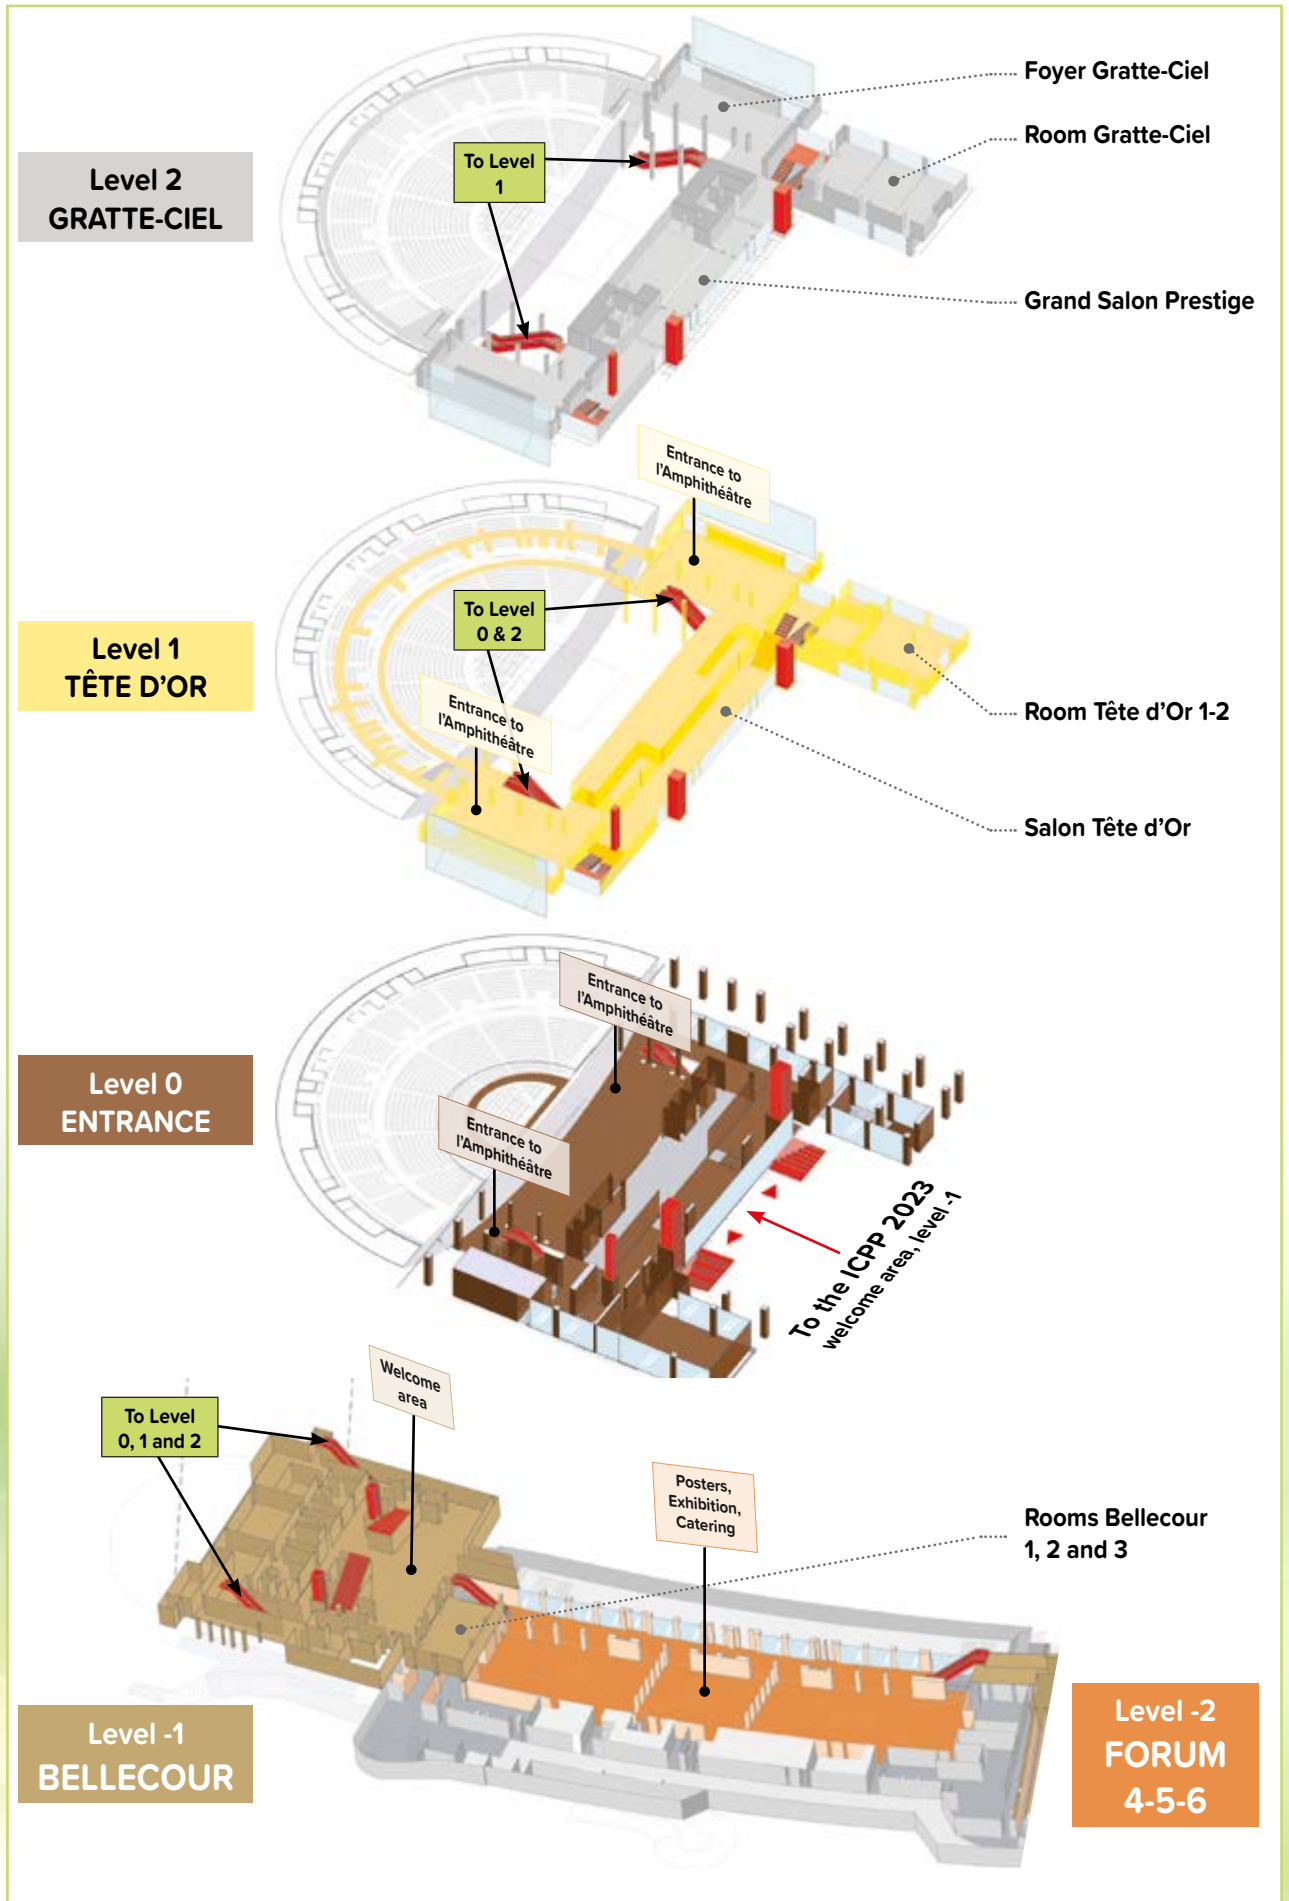 Foyer Gratte-Ciel
Room Gratte-Ciel
To Level
1
Level 2
GRATTE-CIEL
Grand Salon Prestige
Entrance to
l'Amphithéâtre
To Level
0 & 2
Level 1
TÊTE D'OR
Entrance to
l'Amphithéâtre
Room Tête d'Or 1-2
Salon Tête d'Or
Entrance to
l'Amphithéâtre
Level 0
ENTRANCE
Entrance to
l'Amphithéâtre
To the ICPP 2023
welcome area, level -1
Welcome
area
To Level
0, 1 and 2
Posters,
Exhibition,
Catering
Rooms Bellecour
1, 2 and 3
Level -1
BELLECOUR
Level -2
FORUM
4-5-6